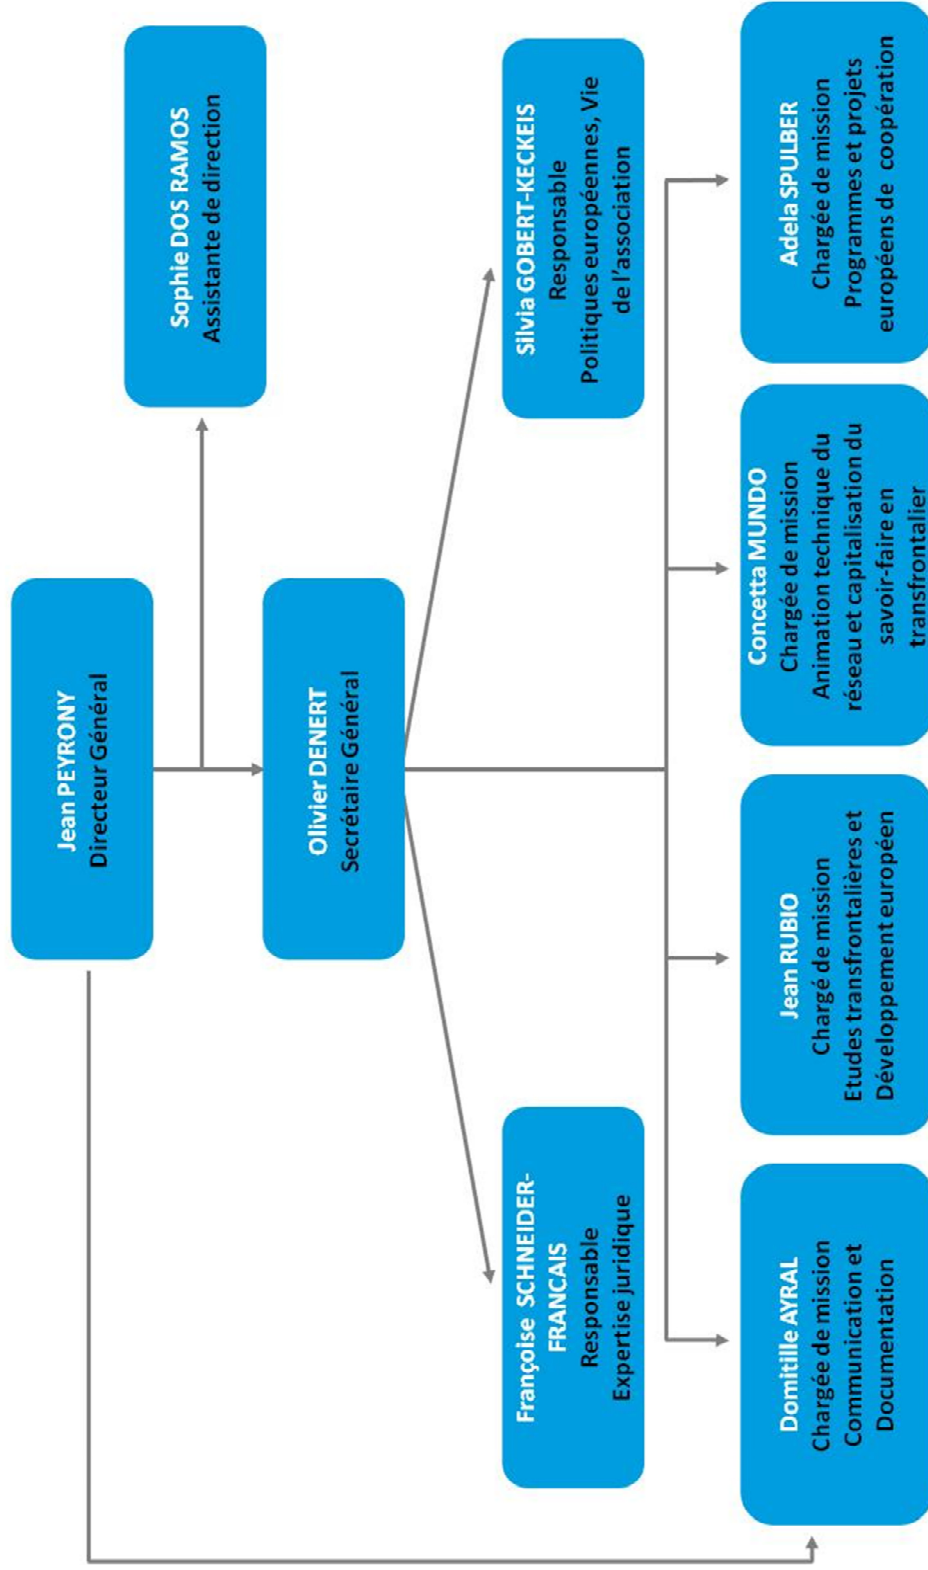 Jean PEYRONY
Directeur Général
Sophie DOS RAMOS
Assistante de direction
Olivier DENERT
Secrétaire Général
Françoise SCHNEIDER-
FRANCAIS
Responsable
Expertise juridique
Silvia GOBERT-KECKEIS
Responsable
Politiques européennes, Vie
de l'association
Domitille AYRAL
Chargée de mission
Communication et
Documentation
Jean RUBIO
Chargé de mission
Etudes transfrontalières et
Développement européen
Concetta MUNDO
Chargée de mission
Animation technique du
réseau et capitalisation du
savoir-faire en
transfrontalier
Adela SPULBER
Chargée de mission
Programmes et projets
européens de coopération